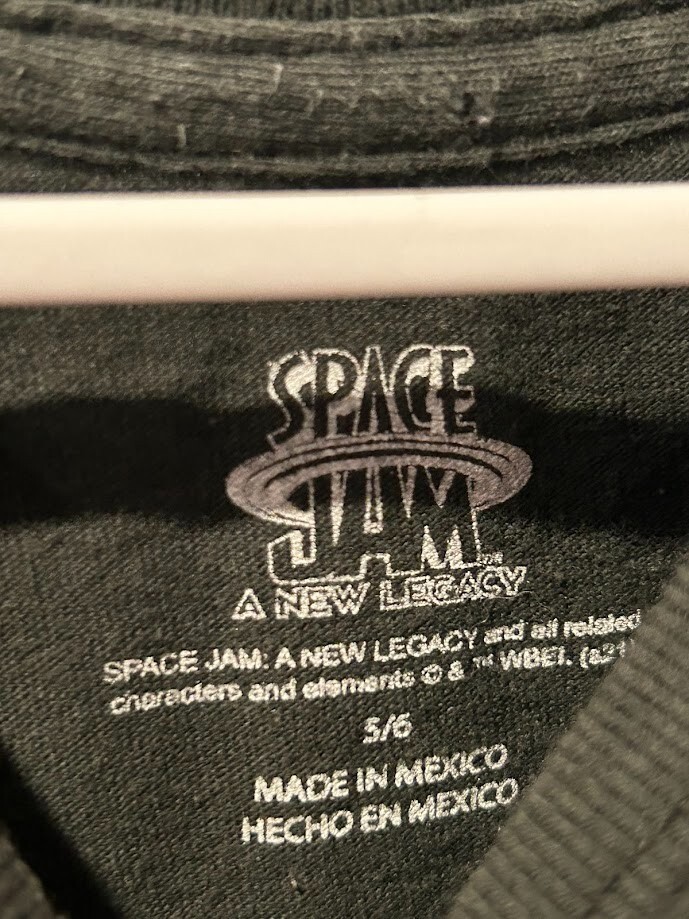 SPACE
JAM
A NEW LEGACY
SPACE JAM: A NEW LEGACY and all related
characters and elements © & ™ WBEI. (s21)
5/6
MADE IN MEXICO
HECHO EN MEXICO